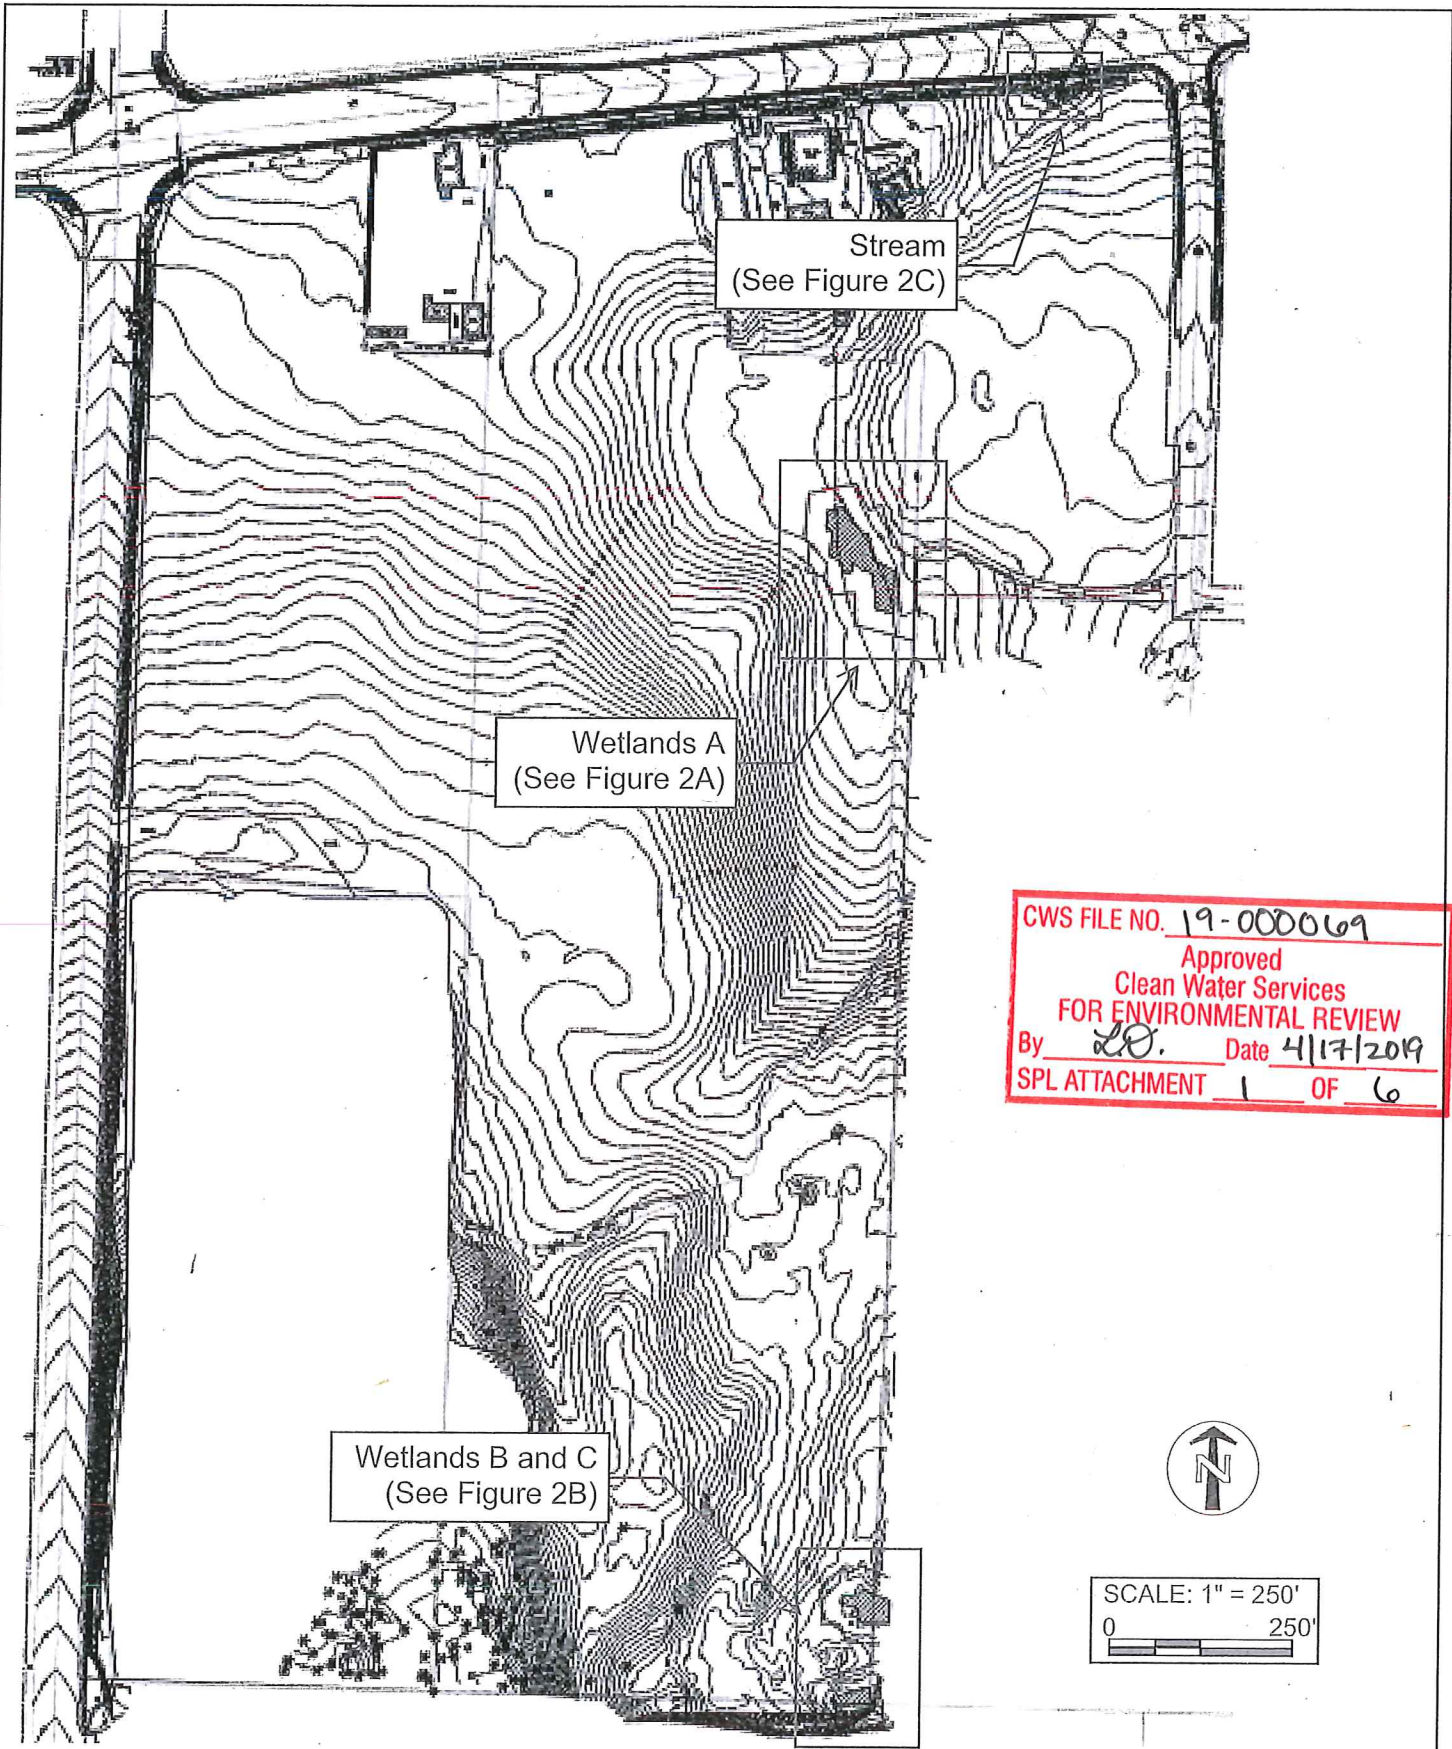 Stream
(See Figure 2C)
Wetlands A
(See Figure 2A)
CWS FILE NO. 19-000069
Approved
Clean Water Services
FOR ENVIRONMENTAL REVIEW
By L.O. Date 4/17/2019
SPL ATTACHMENT 1 OF 6
Wetlands B and C
(See Figure 2B)
N
SCALE: 1" = 250'
0 250'